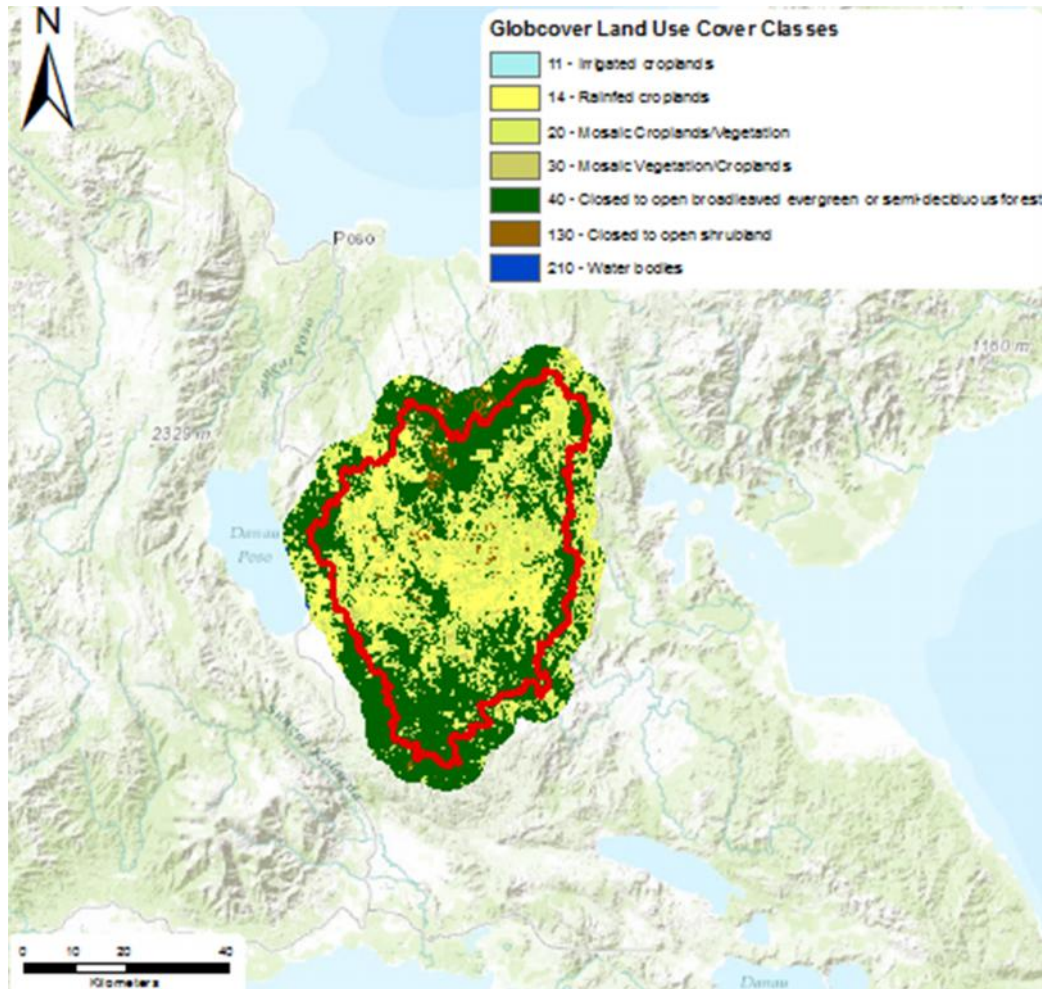 N
Globcover Land Use Cover Classes
11 - Irrigated croplands
14 - Rainfed croplands
20 - Mosaic Croplands/Vegetation
30 - Mosaic Vegetation/Croplands
40 - Closed to open broadleaved evergreen or semi-deciduous forest
130 - Closed to open shrubland
210 - Water bodies
Poso
Poso
1160 m
2329 m
Danau
Poso
0 10 20 40
Kilometers
Danau